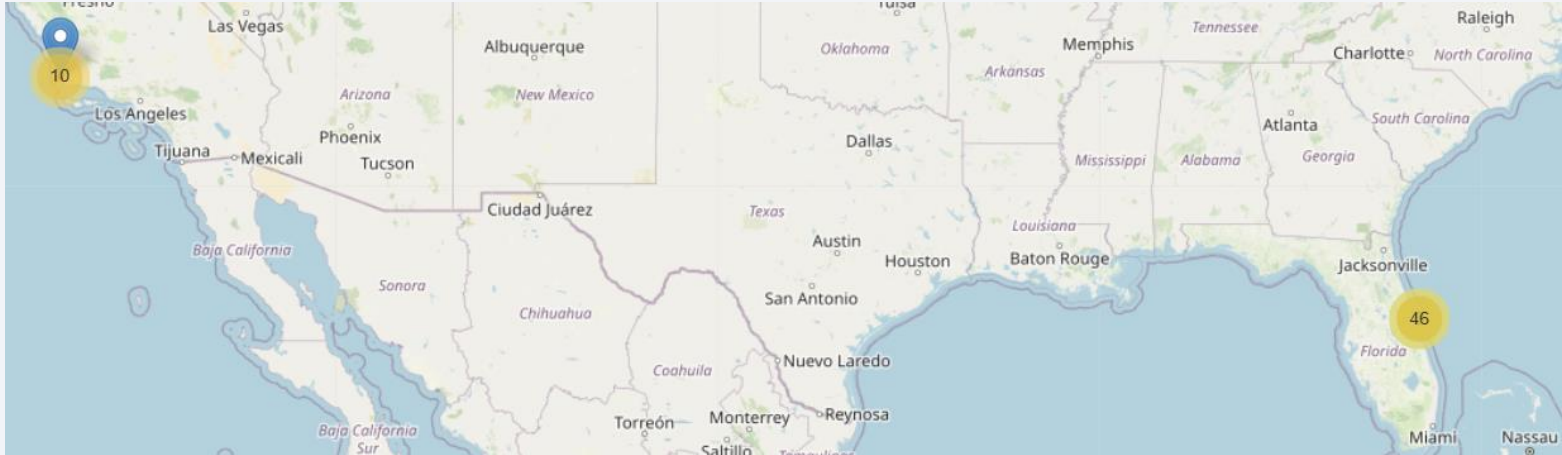 Fresno
Tulsa
Las Vegas
Raleigh
Tennessee
Albuquerque
Oklahoma
Memphis
Charlotte
North Carolina
10
Arkansas
Arizona
New Mexico
Los Angeles
South Carolina
Atlanta
Phoenix
Dallas
Tijuana
Mexicali
Tucson
Mississippi
Alabama
Georgia
Ciudad Juárez
Texas
Louisiana
Baja California
Austin
Houston
Baton Rouge
Jacksonville
Sonora
San Antonio
Chihuahua
46
Florida
Nuevo Laredo
Coahuila
Torreón
Monterrey
Reynosa
Baja California
Sur
Saltillo
Tamaulipas
Miami
Nassau